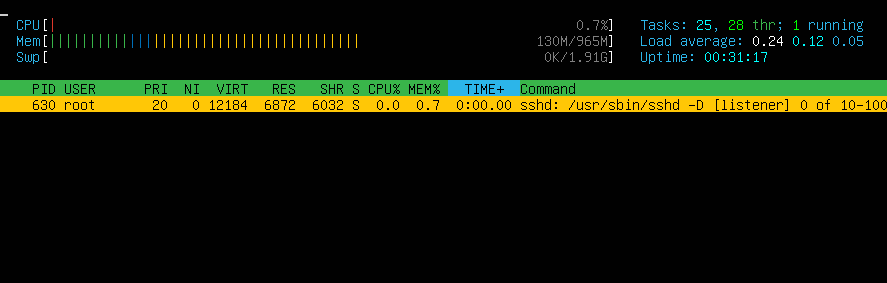 CPU[| 0.7%] Tasks: 25, 28 thr; 1 running
Mem[||||||||||||||||||||||||||||||||||||||| 130M/965M] Load average: 0.24 0.12 0.05
Swp[ 0K/1.91G] Uptime: 00:31:17
PID USER PRI NI VIRT RES SHR S CPU% MEM% TIME+ Command
630 root 20 0 12184 6872 6032 S 0.0 0.7 0:00.00 sshd: /usr/sbin/sshd -D [listener] 0 of 10-100